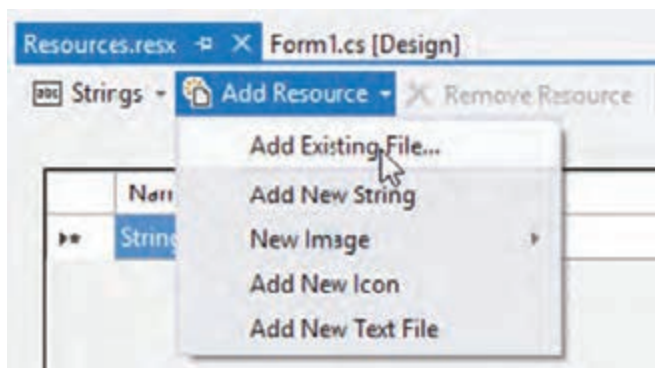 Resources.resx Form1.cs [Design]
abc Strings Add Resource Remove Resource
Add Existing File...
Add New String
New Image
Add New Icon
Add New Text File